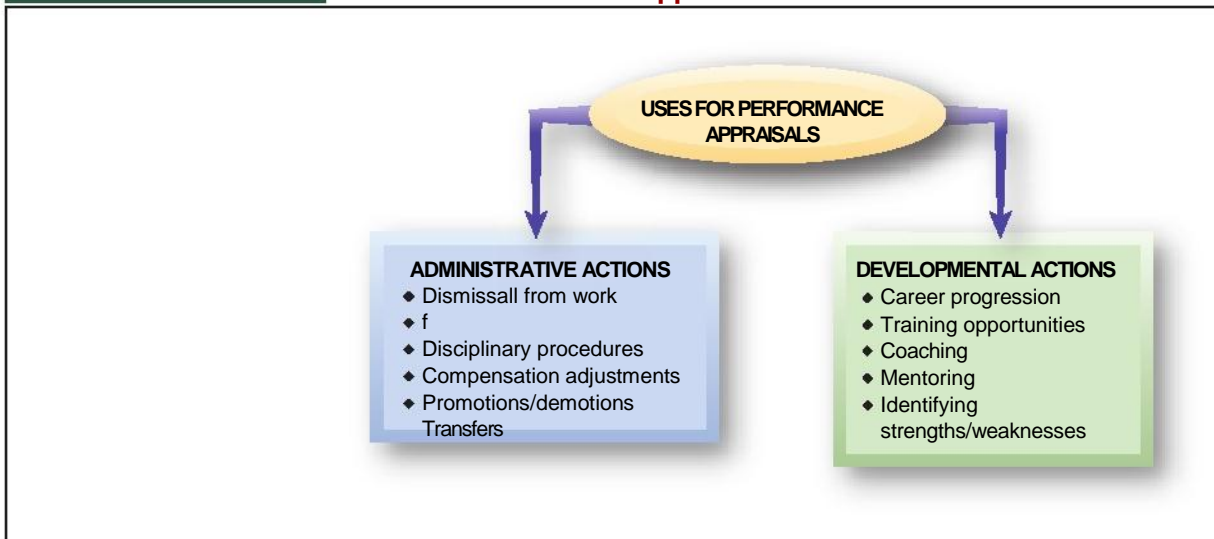 USES FOR PERFORMANCE
APPRAISALS
ADMINISTRATIVE ACTIONS
◆ Dismissall from work
◆ f
◆ Disciplinary procedures
◆ Compensation adjustments
◆ Promotions/demotions
Transfers
DEVELOPMENTAL ACTIONS
◆ Career progression
◆ Training opportunities
◆ Coaching
◆ Mentoring
◆ Identifying
strengths/weaknesses